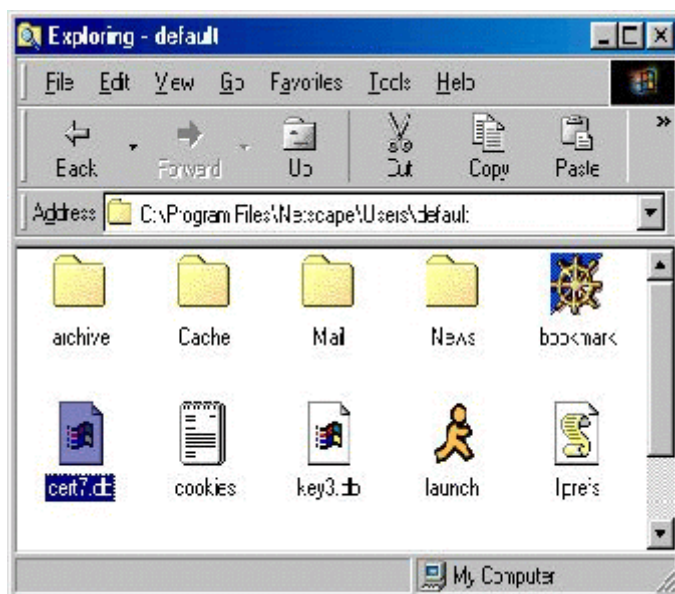 Exploring - default
File Edit View Go Favorites Tools Help
Back Forward Up Cut Copy Paste »
Address C:\Program Files\Netscape\Users\default
archive Cache Mail News bookmark
cert7.db cookies key3.db launch lprefs
My Computer